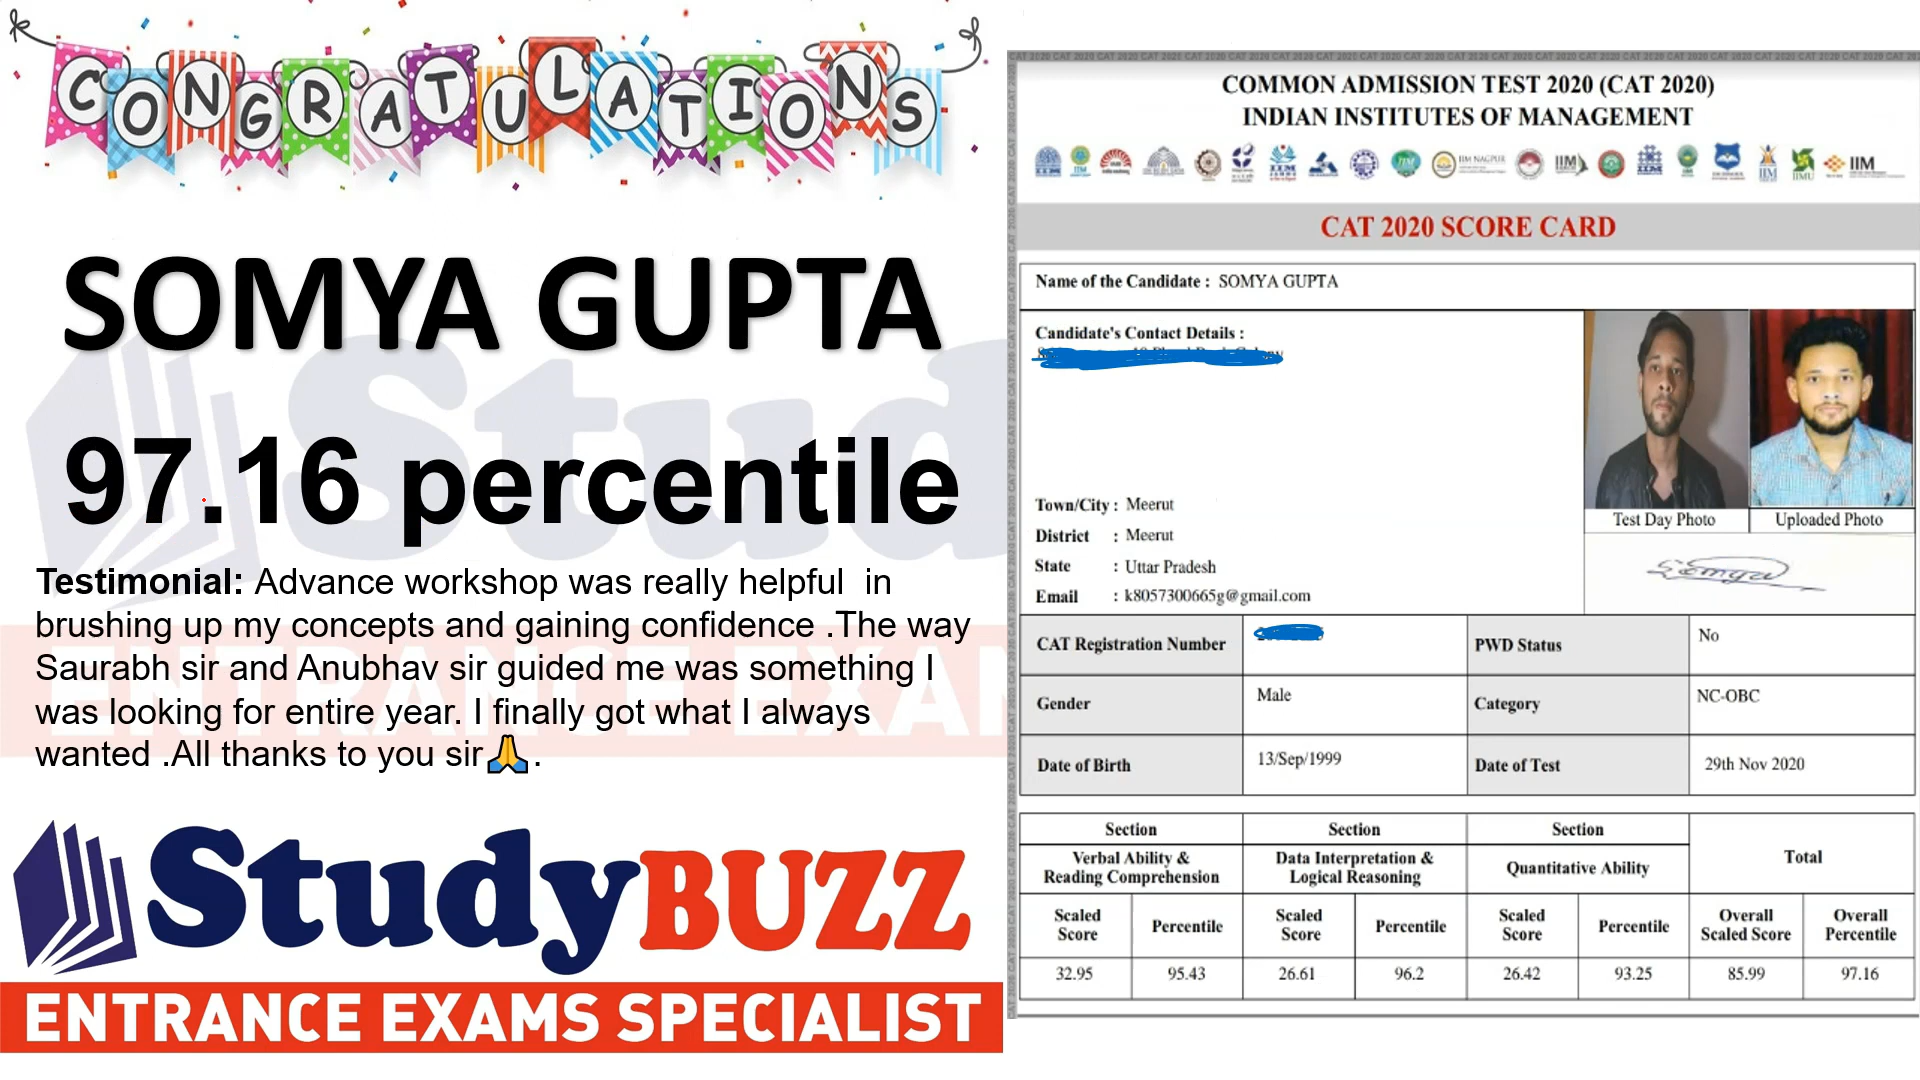 CONGRATULATIONS
SOMYA GUPTA
97.16 percentile
Testimonial: Advance workshop was really helpful in
brushing up my concepts and gaining confidence .The way
Saurabh sir and Anubhav sir guided me was something I
was looking for entire year. I finally got what I always
wanted .All thanks to you sir🙏.
StudyBUZZ
ENTRANCE EXAMS SPECIALIST
COMMON ADMISSION TEST 2020 (CAT 2020)
INDIAN INSTITUTES OF MANAGEMENT
IIM NAGPUR
IIM
IIM
CAT 2020 SCORE CARD
Name of the Candidate : SOMYA GUPTA
Candidate's Contact Details :
Town/City : Meerut
District : Meerut
State : Uttar Pradesh
Email : k8057300665g@gmail.com
Test Day Photo Uploaded Photo
Somya
CAT Registration Number PWD Status No
Gender Male Category NC-OBC
Date of Birth 13/Sep/1999 Date of Test 29th Nov 2020
Section Section Section Total
Verbal Ability & Reading Comprehension Data Interpretation & Logical Reasoning Quantitative Ability
Scaled Score Percentile Scaled Score Percentile Scaled Score Percentile Overall Scaled Score Overall Percentile
32.95 95.43 26.61 96.2 26.42 93.25 85.99 97.16